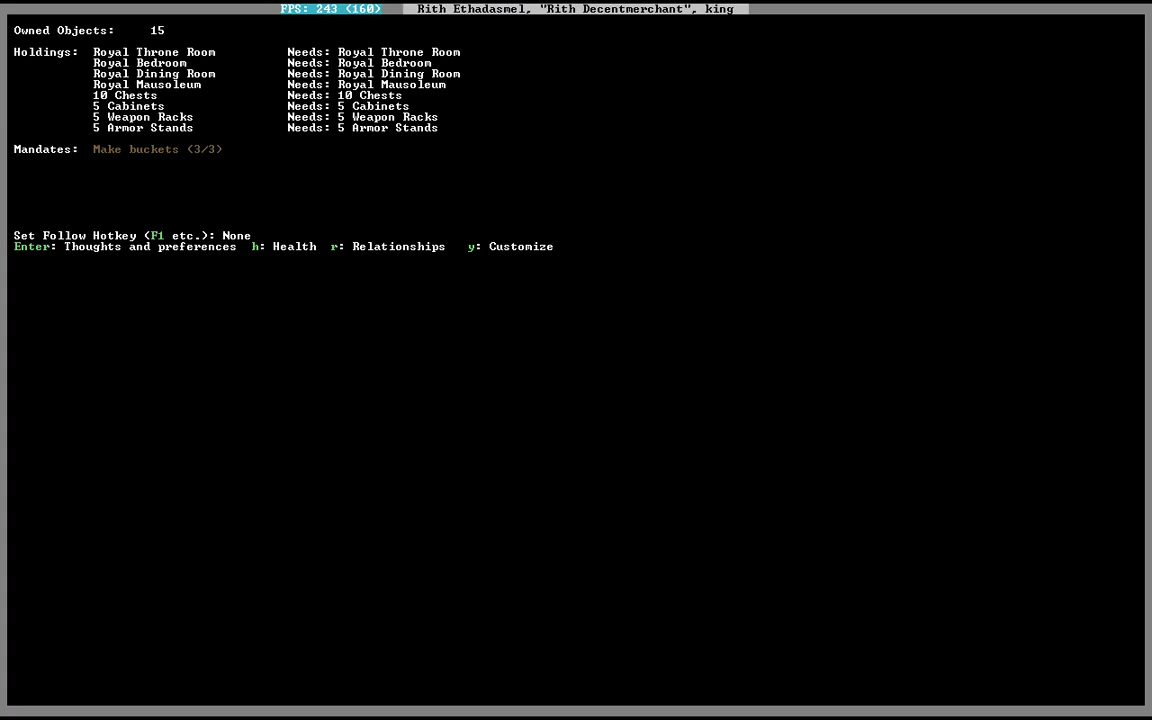 FPS: 243 (160) Rith Ethadasmel, "Rith Decentmerchant", king
Owned Objects: 15
Holdings: Royal Throne Room Needs: Royal Throne Room
Royal Bedroom Needs: Royal Bedroom
Royal Dining Room Needs: Royal Dining Room
Royal Mausoleum Needs: Royal Mausoleum
10 Chests Needs: 10 Chests
5 Cabinets Needs: 5 Cabinets
5 Weapon Racks Needs: 5 Weapon Racks
5 Armor Stands Needs: 5 Armor Stands
Mandates: Make buckets (3/3)
Set Follow Hotkey (F1 etc.): None
Enter: Thoughts and preferences h: Health r: Relationships y: Customize